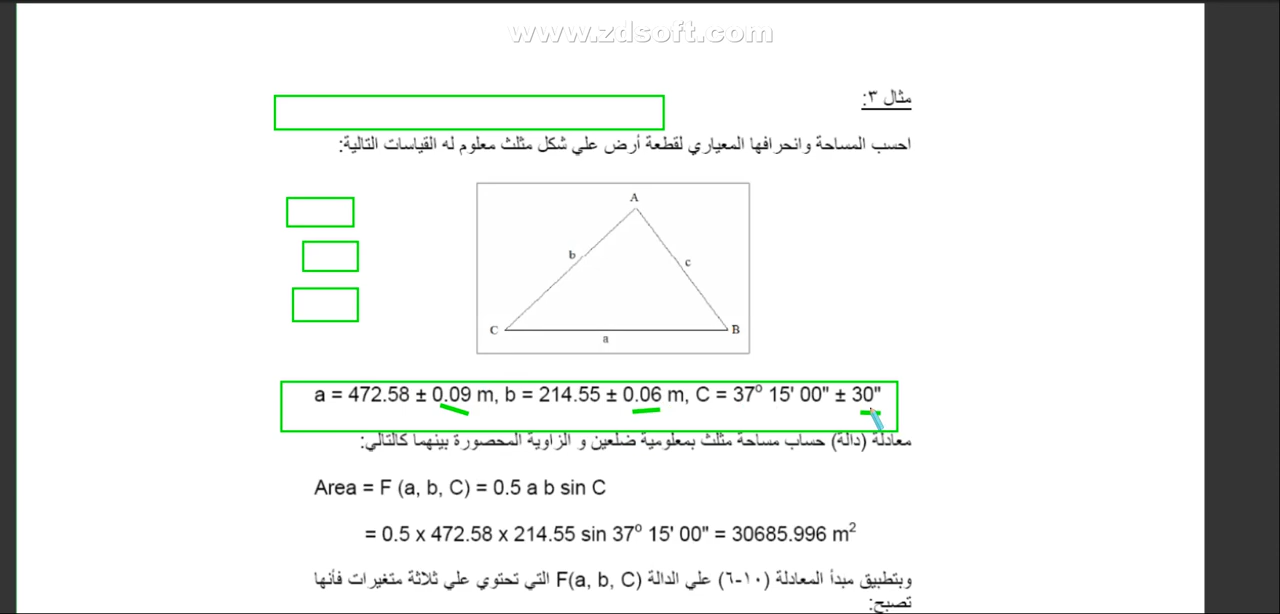 www.zdsoft.com
مثال ٣:
احسب المساحة وانحرافها المعياري لقطعة أرض علي شكل مثلث معلوم له القياسات التالية:
A
b
c
C
B
a
a = 472.58 ± 0.09 m, b = 214.55 ± 0.06 m, C = 37° 15' 00" ± 30"
معادلة (دالة) حساب مساحة مثلث بمعلومية ضلعين و الزاوية المحصورة بينهما كالتالي:
Area = F (a, b, C) = 0.5 a b sin C
= 0.5 x 472.58 x 214.55 sin 37° 15' 00" = 30685.996 m²
وبتطبيق مبدأ المعادلة (١٠-٦) علي الدالة F(a, b, C) التي تحتوي علي ثلاثة متغيرات فأنها
تصبح: